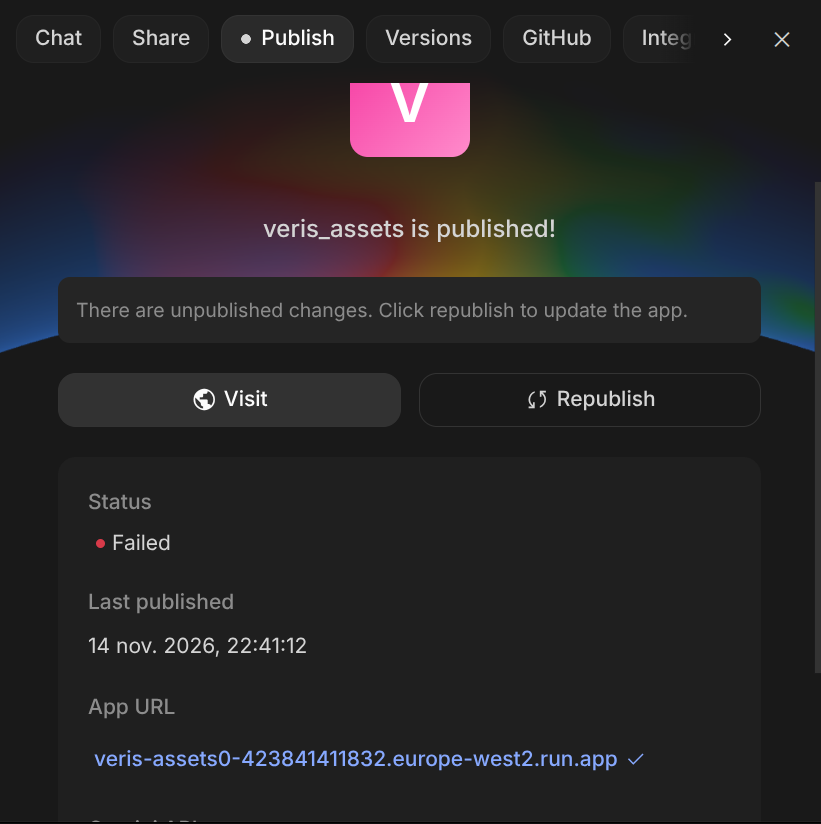 Chat
Share
Publish
Versions
GitHub
Integ
V
veris_assets is published!
There are unpublished changes. Click republish to update the app.
Visit
Republish
Status
Failed
Last published
14 nov. 2026, 22:41:12
App URL
veris-assets0-423841411832.europe-west2.run.app